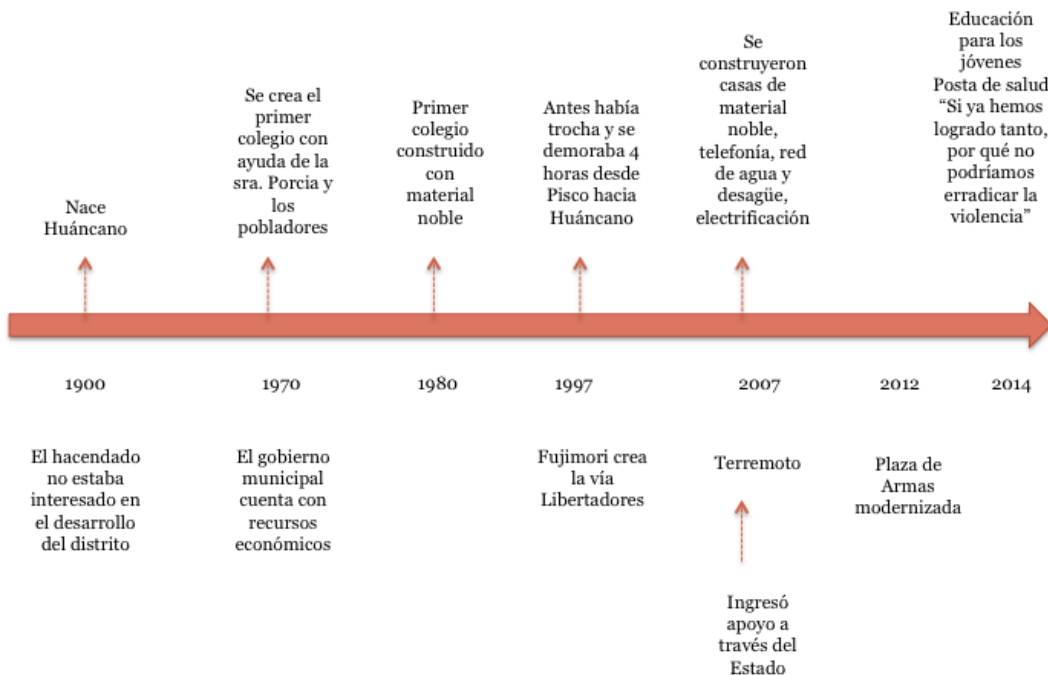 Nace
Huáncano
Se crea el
primer
colegio con
ayuda de la
sra. Porcia y
los
pobladores
Primer
colegio
construido
con
material
noble
Antes había
trocha y se
demoraba 4
horas desde
Pisco hacia
Huáncano
Se
construyeron
casas de
material
noble,
telefonía, red
de agua y
desagüe,
electrificación
Educación
para los
jóvenes
Posta de salud
“Si ya hemos
logrado tanto,
por qué no
podríamos
erradicar la
violencia”
1900
1970
1980
1997
2007
2012
2014
El hacendado
no estaba
interesado en
el desarrollo
del distrito
El gobierno
municipal
cuenta con
recursos
económicos
Fujimori crea
la vía
Libertadores
Terremoto
Plaza de
Armas
modernizada
Ingresó
apoyo a
través del
Estado